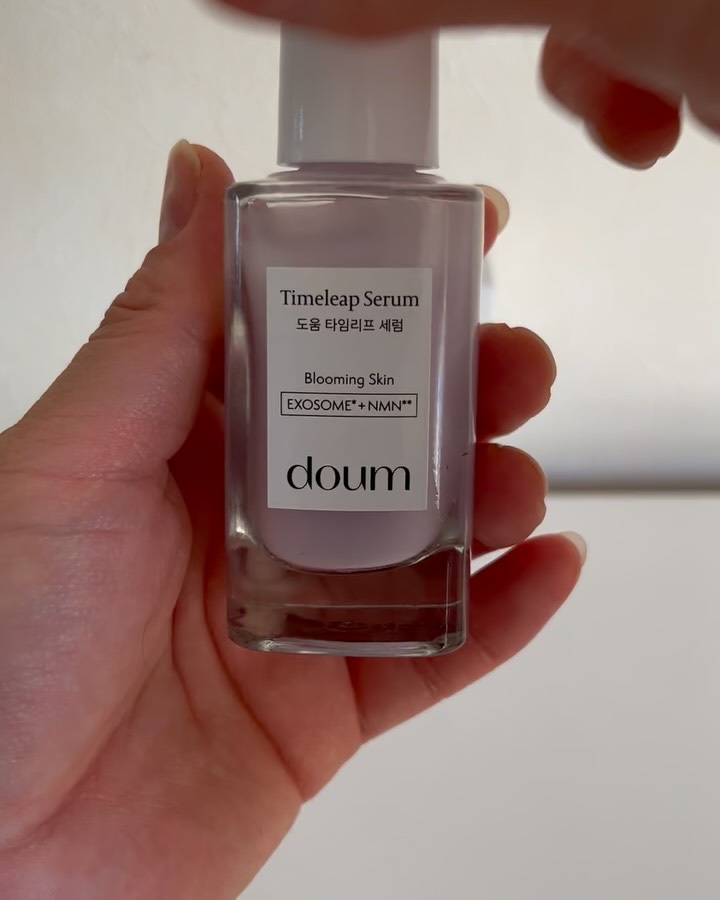 Timeleap Serum
도움 타임리프 세럼
Blooming Skin
EXOSOME*+NMN**
doum